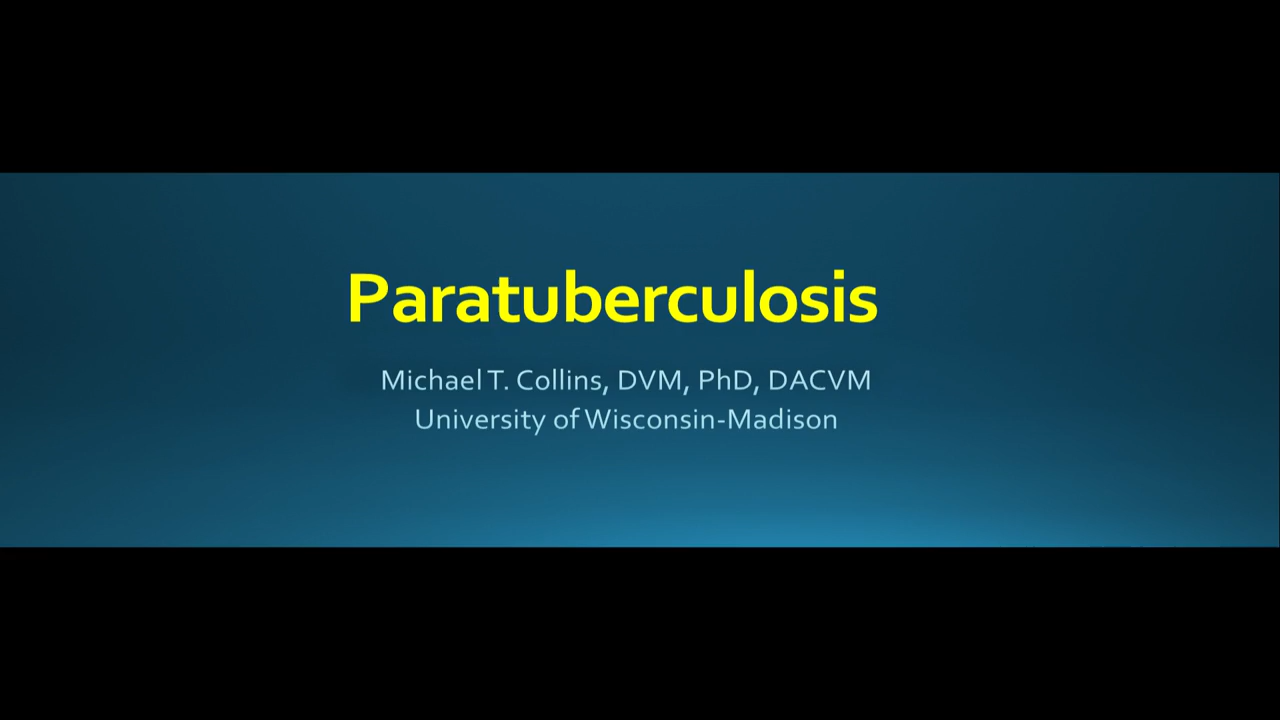 Paratuberculosis
Michael T. Collins, DVM, PhD, DACVM
University of Wisconsin-Madison